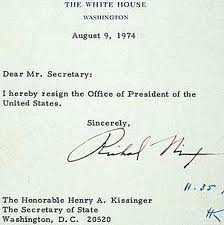 THE WHITE HOUSE
WASHINGTON
August 9, 1974
Dear Mr. Secretary:
I hereby resign the Office of President of the
United States.
Sincerely,
Richard Nixon
11.35
HK
The Honorable Henry A. Kissinger
The Secretary of State
Washington, D.C. 20520